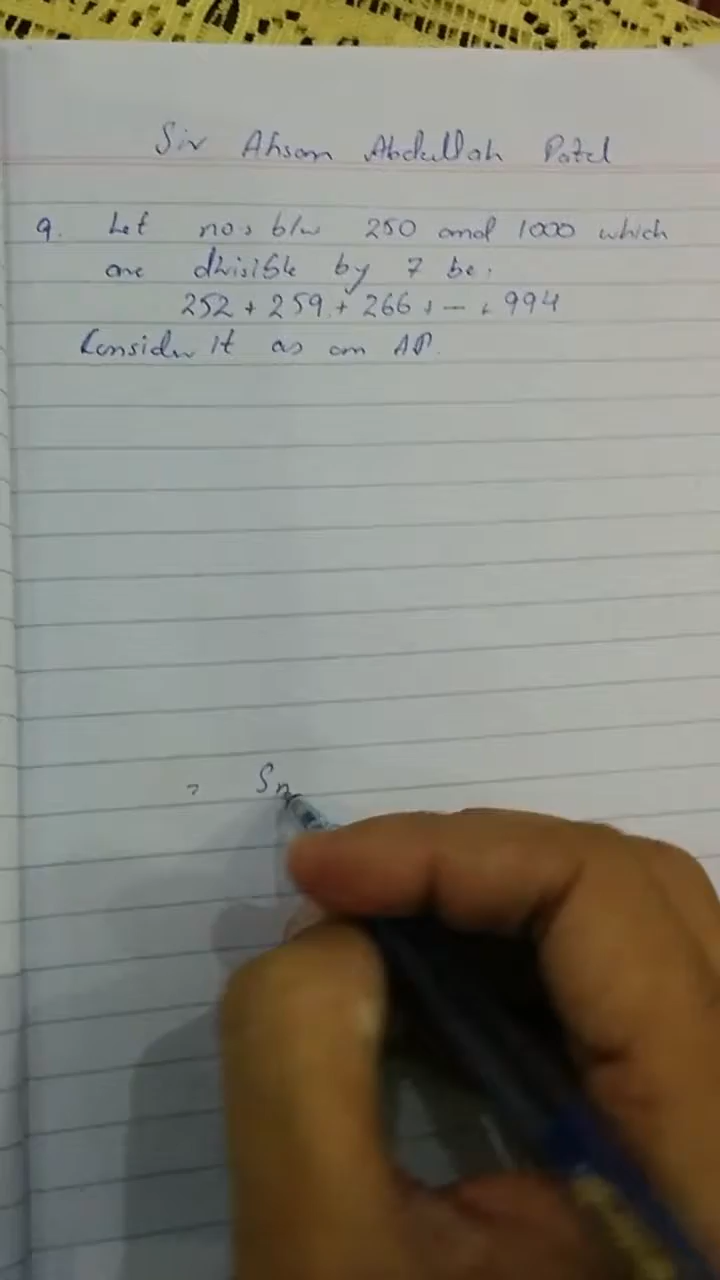 Sir Ahsan Abdullah Patel
9. Let nos b/w 250 and 1000 which
are divisible by 7 be.
252 + 259 + 266 + - + 994
Consider it as an AP.
= Sn